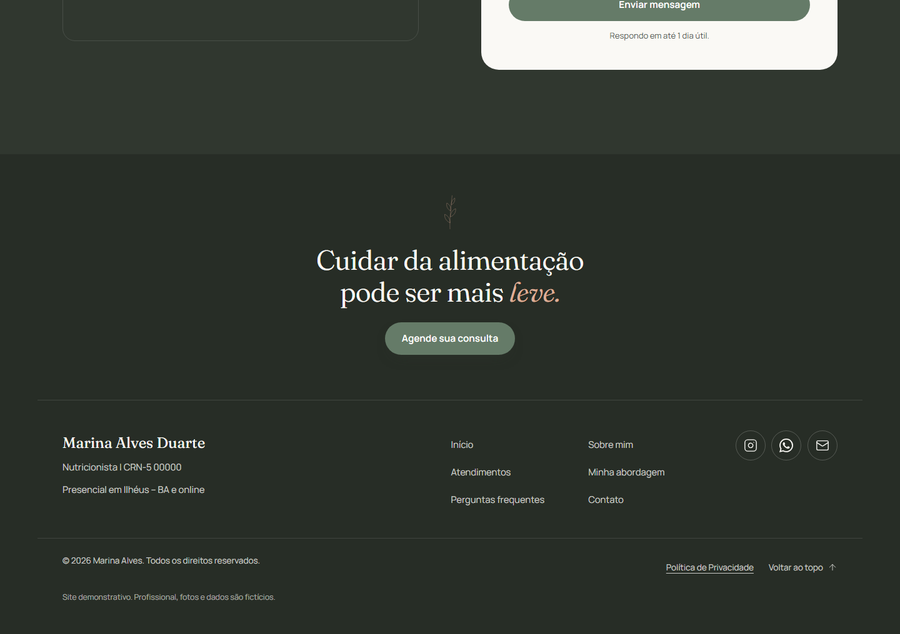 Enviar mensagem
Respondo em até 1 dia útil.
Cuidar da alimentação
pode ser mais leve.
Agende sua consulta
Marina Alves Duarte
Nutricionista | CRN-5 00000
Presencial em Ilhéus – BA e online
Início
Atendimentos
Perguntas frequentes
Sobre mim
Minha abordagem
Contato
© 2026 Marina Alves. Todos os direitos reservados.
Política de Privacidade
Voltar ao topo ↑
Site demonstrativo. Profissional, fotos e dados são fictícios.